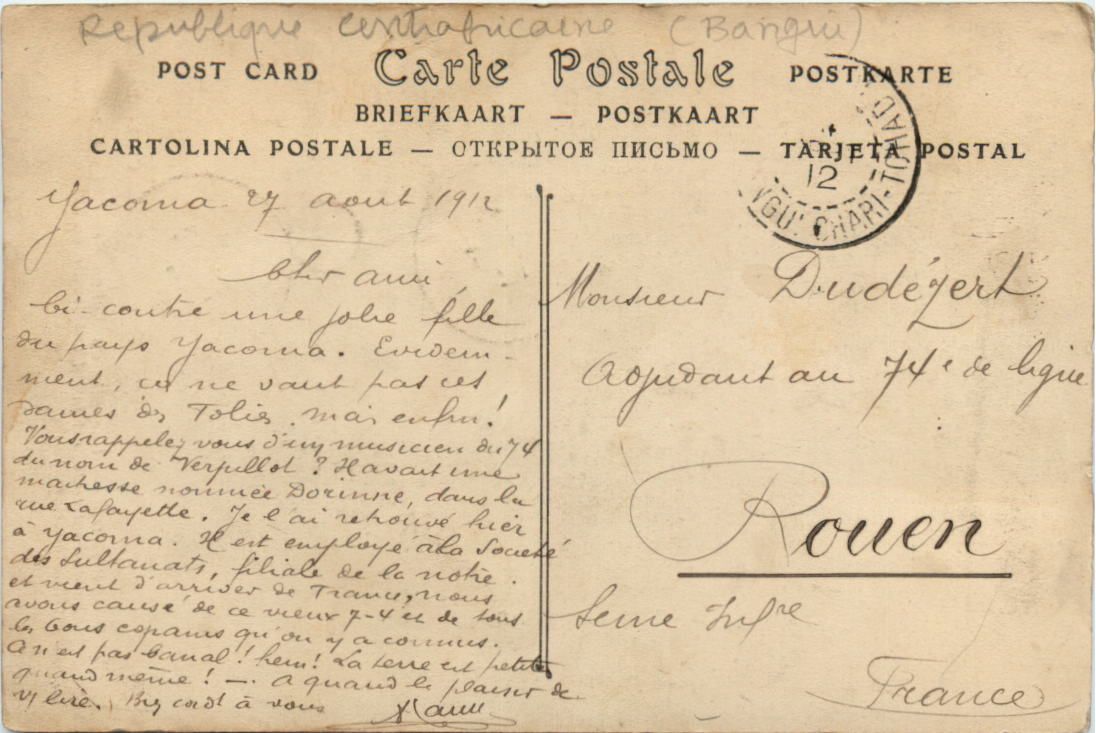 Republique centrafricaine (Bangui)
POST CARD Carte Postale POSTKARTE
BRIEFKAART — POSTKAART
CARTOLINA POSTALE — ОТКРЫТОЕ ПИСЬМО — TARJETA POSTAL
12
NGUI CHARI-TCHAD
Yacoma 27 aout 1912
Cher ami
Ci-contre une jolie fille
du pays Yacoma. Evidem-
ment, ça ne vaut pas ces
dames des Folies mais enfin!
Vous rappelez vous d'un musicien du 74
du nom de Verpillot? Il avait une
maitresse nommée Dorinne, dans la
rue Lafayette. Je l'ai retrouvé hier
à Yacoma. Il est employé à la Société
des Sultanats, filiale de la notre.
et vient d'arriver de France, nous
avons causé de ce vieux 7-4 et de tous
les bons copains qu'on y a connus.
Ça n'est pas banal! hein! La terre est petite
quand même! —. A quand le plaisir de
vs lire. Bien cordt à vous
Monsieur Dudézert
Adjudant au 74e de ligne
Rouen
Seine Infre
France